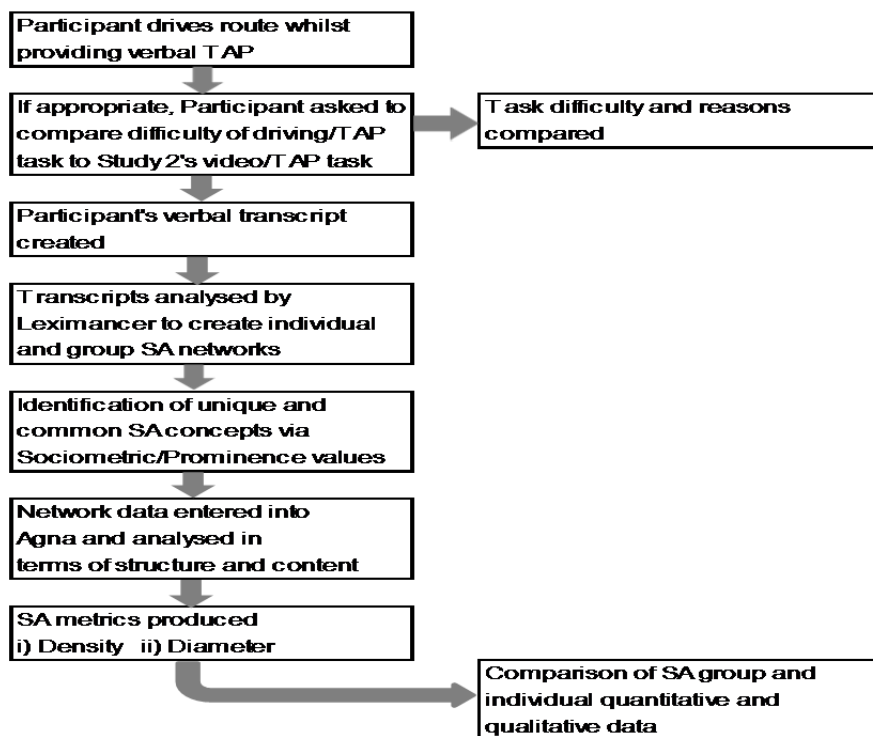 Participant drives route whilst
providing verbal TAP
If appropriate, Participant asked to
compare difficulty of driving/TAP
task to Study 2's video/TAP task
Task difficulty and reasons
compared
Participant's verbal transcript
created
Transcripts analysed by
Leximancer to create individual
and group SA networks
Identification of unique and
common SA concepts via
Sociometric/Prominence values
Network data entered into
Agna and analysed in
terms of structure and content
SA metrics produced
i) Density ii) Diameter
Comparison of SA group and
individual quantitative and
qualitative data